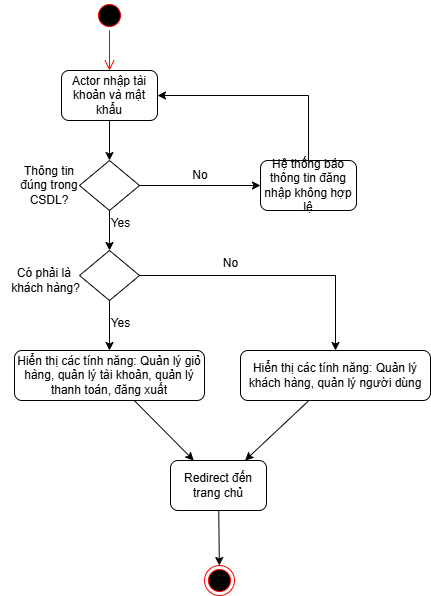 Actor nhập tài
khoản và mật
khẩu
Thông tin
đúng trong
CSDL?
No
Hệ thống báo
thông tin đăng
nhập không hợp
lệ
Yes
Có phải là
khách hàng?
No
Yes
Hiển thị các tính năng: Quản lý giỏ
hàng, quản lý tài khoản, quản lý
thanh toán, đăng xuất
Hiển thị các tính năng: Quản lý
khách hàng, quản lý người dùng
Redirect đến
trang chủ